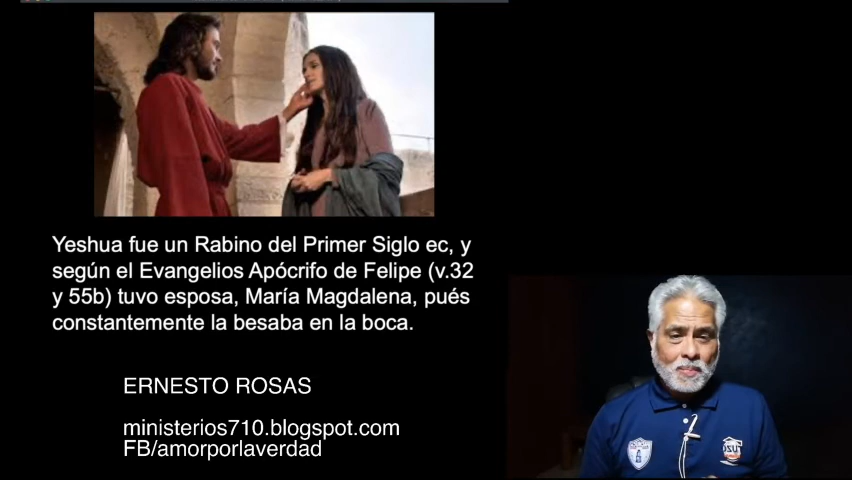 Yeshua fue un Rabino del Primer Siglo ec, y
según el Evangelios Apócrifo de Felipe (v.32
y 55b) tuvo esposa, María Magdalena, pués
constantemente la besaba en la boca.
ERNESTO ROSAS
ministerios710.blogspot.com
FB/amorporlaverdad